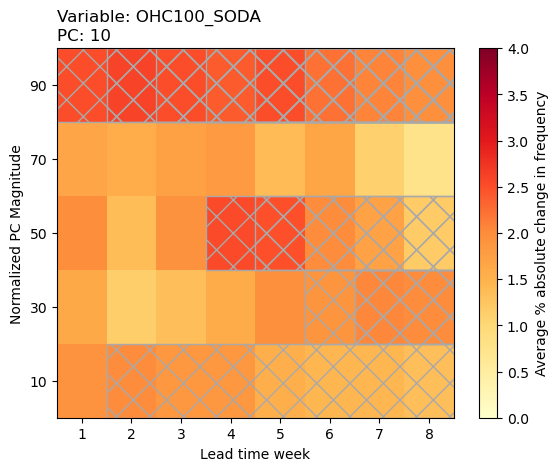 Variable: OHC100_SODA
PC: 10
Normalized PC Magnitude
90
70
50
30
10
1 2 3 4 5 6 7 8
Lead time week
4.0
3.5
3.0
2.5
2.0
1.5
1.0
0.5
0.0
Average % absolute change in frequency